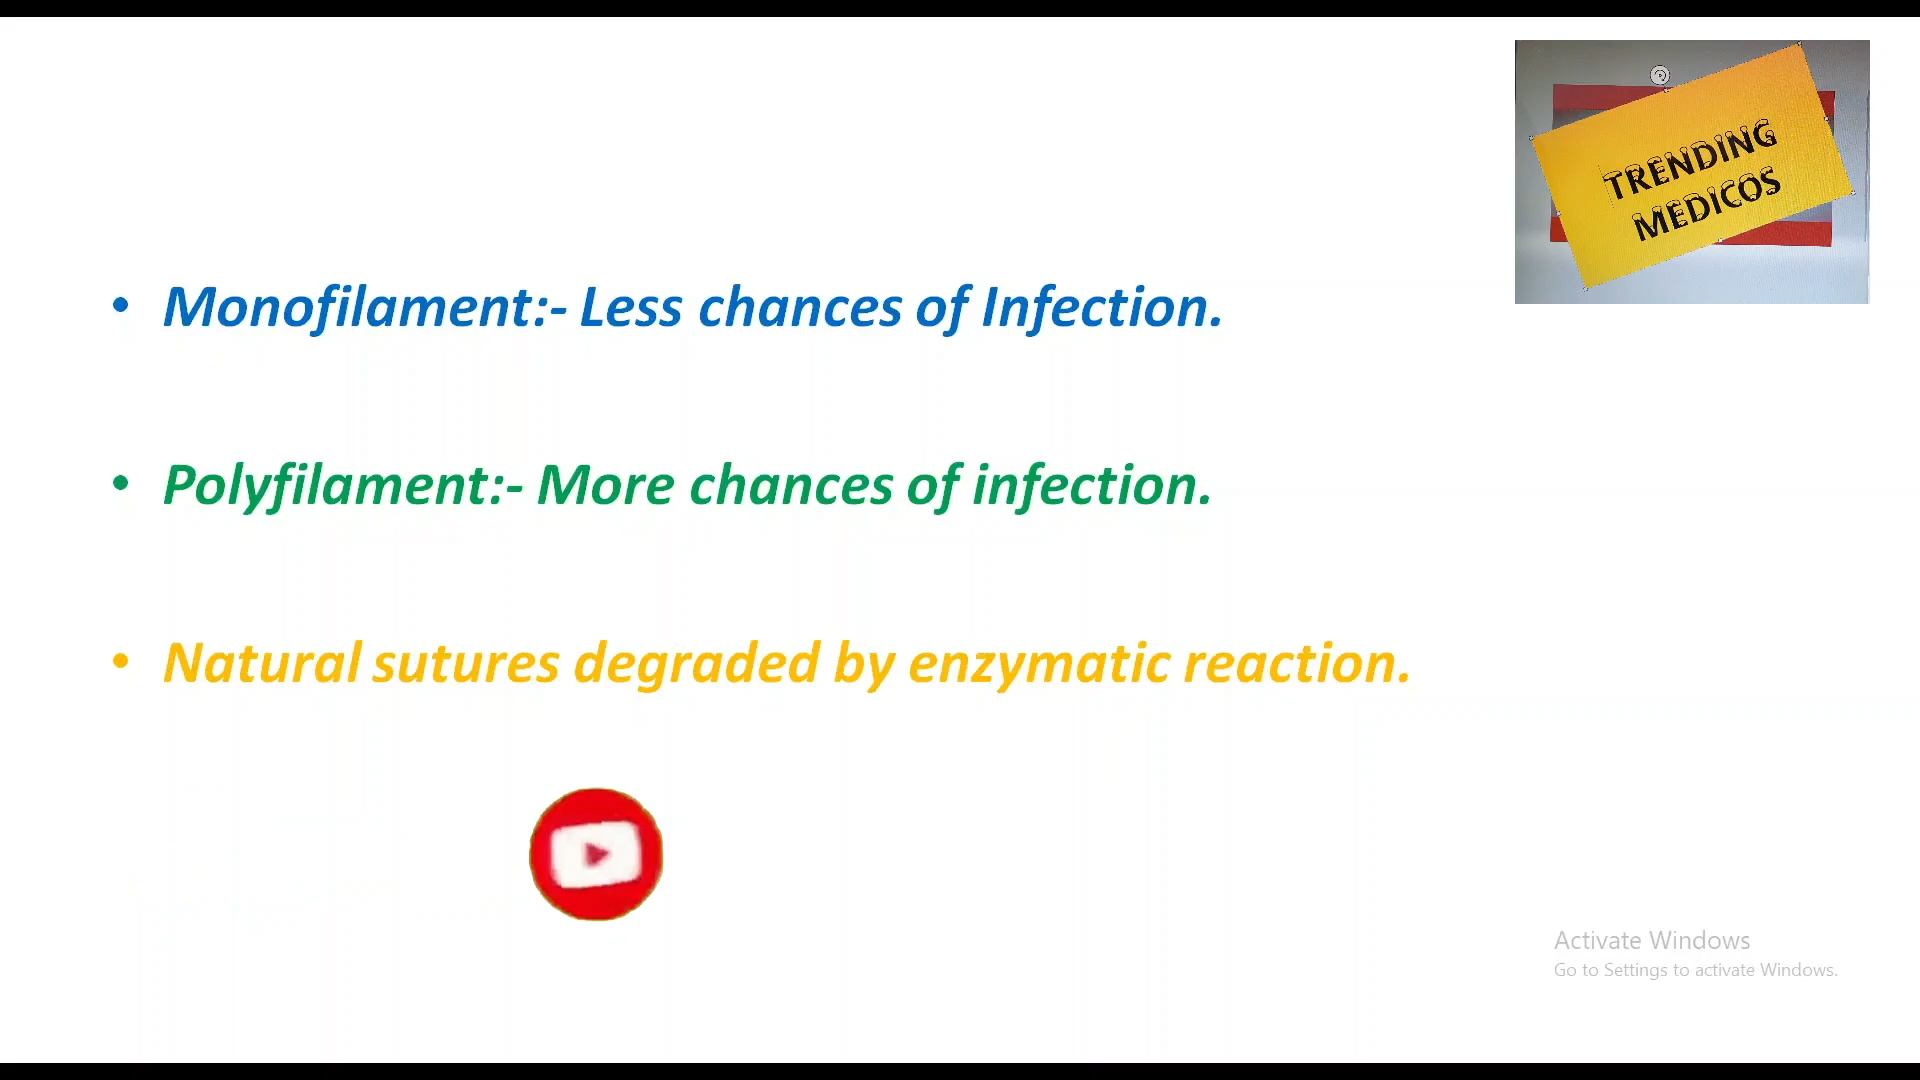 TRENDING
MEDICOS
• Monofilament:- Less chances of Infection.
• Polyfilament:- More chances of infection.
• Natural sutures degraded by enzymatic reaction.
Activate Windows
Go to Settings to activate Windows.